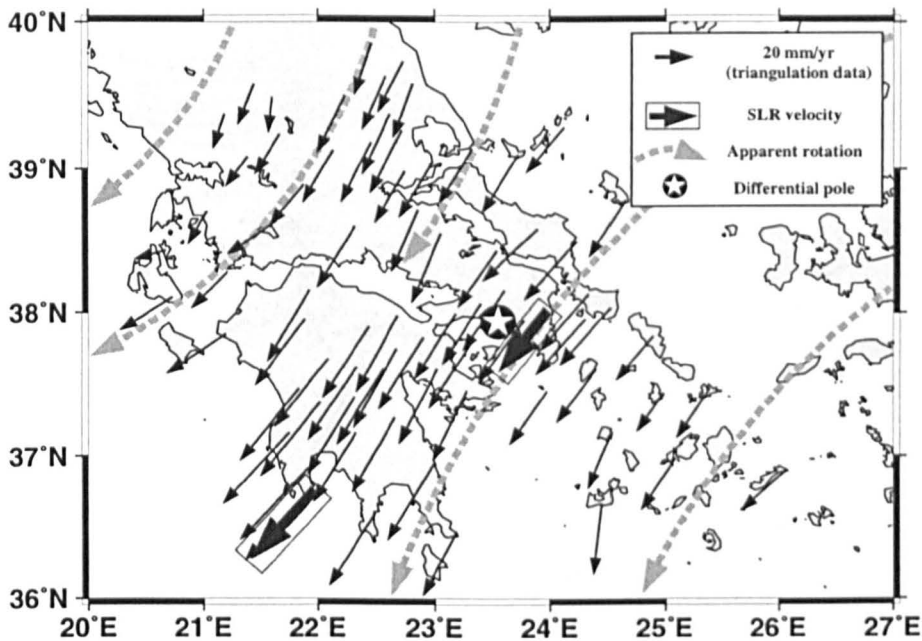 40°N
39°N
38°N
37°N
36°N
20°E
21°E
22°E
23°E
24°E
25°E
26°E
27°E
20 mm/yr
(triangulation data)
SLR velocity
Apparent rotation
Differential pole